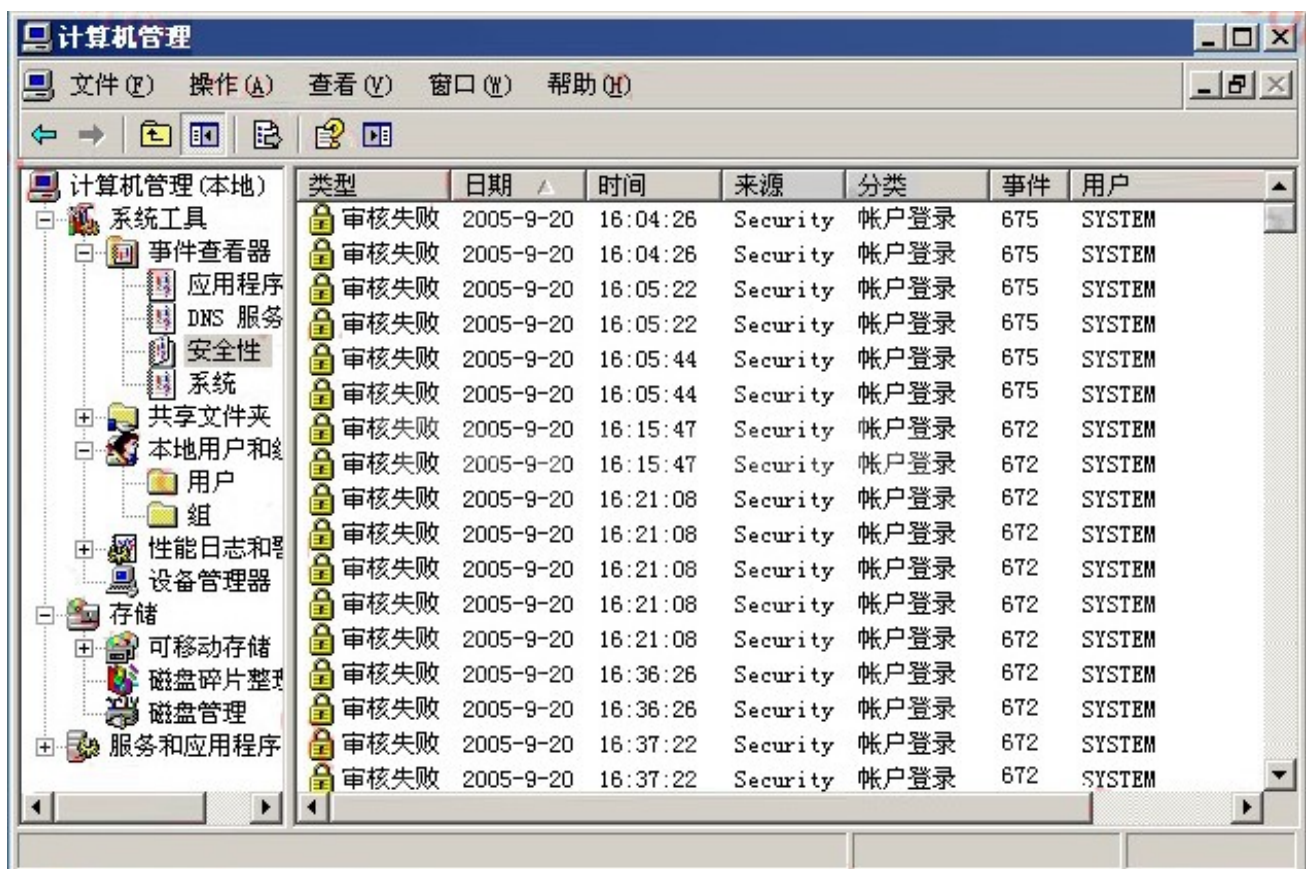 计算机管理
文件(F) 操作(A) 查看(V) 窗口(W) 帮助(H)
计算机管理(本地)
系统工具
事件查看器
应用程序
DNS 服务
安全性
系统
共享文件夹
本地用户和
用户
组
性能日志和
设备管理器
存储
可移动存储
磁盘碎片整理
磁盘管理
服务和应用程序
类型 日期 时间 来源 分类 事件 用户
审核失败 2005-9-20 16:04:26 Security 帐户登录 675 SYSTEM
审核失败 2005-9-20 16:04:26 Security 帐户登录 675 SYSTEM
审核失败 2005-9-20 16:05:22 Security 帐户登录 675 SYSTEM
审核失败 2005-9-20 16:05:22 Security 帐户登录 675 SYSTEM
审核失败 2005-9-20 16:05:44 Security 帐户登录 675 SYSTEM
审核失败 2005-9-20 16:05:44 Security 帐户登录 675 SYSTEM
审核失败 2005-9-20 16:15:47 Security 帐户登录 672 SYSTEM
审核失败 2005-9-20 16:15:47 Security 帐户登录 672 SYSTEM
审核失败 2005-9-20 16:21:08 Security 帐户登录 672 SYSTEM
审核失败 2005-9-20 16:21:08 Security 帐户登录 672 SYSTEM
审核失败 2005-9-20 16:21:08 Security 帐户登录 672 SYSTEM
审核失败 2005-9-20 16:21:08 Security 帐户登录 672 SYSTEM
审核失败 2005-9-20 16:21:08 Security 帐户登录 672 SYSTEM
审核失败 2005-9-20 16:36:26 Security 帐户登录 672 SYSTEM
审核失败 2005-9-20 16:36:26 Security 帐户登录 672 SYSTEM
审核失败 2005-9-20 16:37:22 Security 帐户登录 672 SYSTEM
审核失败 2005-9-20 16:37:22 Security 帐户登录 672 SYSTEM